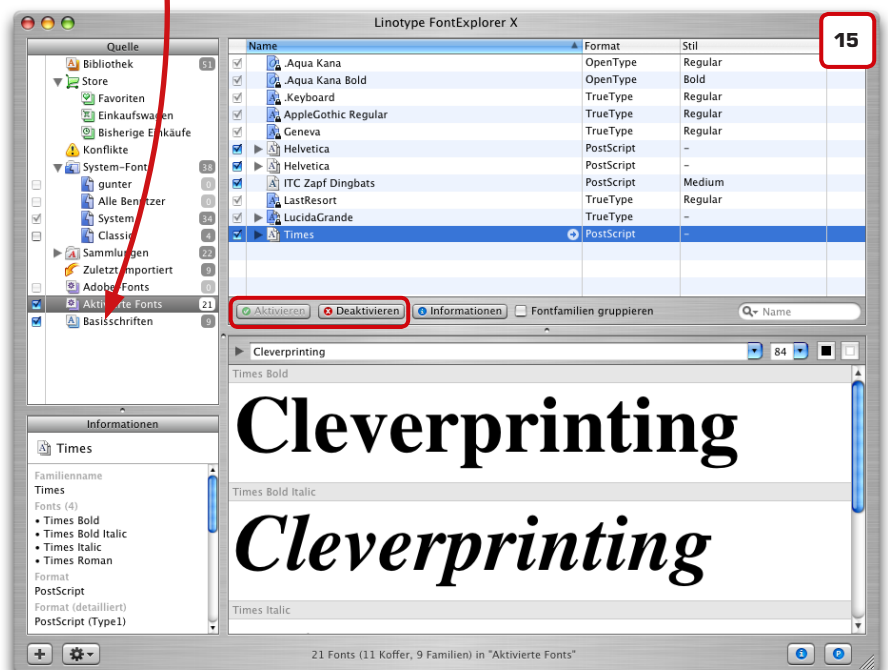 Linotype FontExplorer X
15
Quelle
Bibliothek 51
Store
Favoriten
Einkaufswagen
Bisherige Einkäufe
Konflikte
System-Fonts 38
gunter 0
Alle Benutzer 0
System 34
Classic 4
Sammlungen 22
Zuletzt importiert 9
Adobe-Fonts 0
Aktivierte Fonts 21
Basisschriften 9
Name Format Stil
.Aqua Kana OpenType Regular
.Aqua Kana Bold OpenType Bold
.Keyboard TrueType Regular
AppleGothic Regular TrueType Regular
Geneva TrueType Regular
Helvetica PostScript –
Helvetica PostScript –
ITC Zapf Dingbats PostScript Medium
LastResort TrueType Regular
LucidaGrande TrueType –
Times PostScript –
Aktivieren Deaktivieren Informationen Fontfamilien gruppieren Name
Cleverprinting 84
Times Bold
Cleverprinting
Times Bold Italic
Cleverprinting
Times Italic
Informationen
Times
Familienname
Times
Fonts (4)
• Times Bold
• Times Bold Italic
• Times Italic
• Times Roman
Format
PostScript
Format (detailliert)
PostScript (Type1)
21 Fonts (11 Koffer, 9 Familien) in "Aktivierte Fonts"